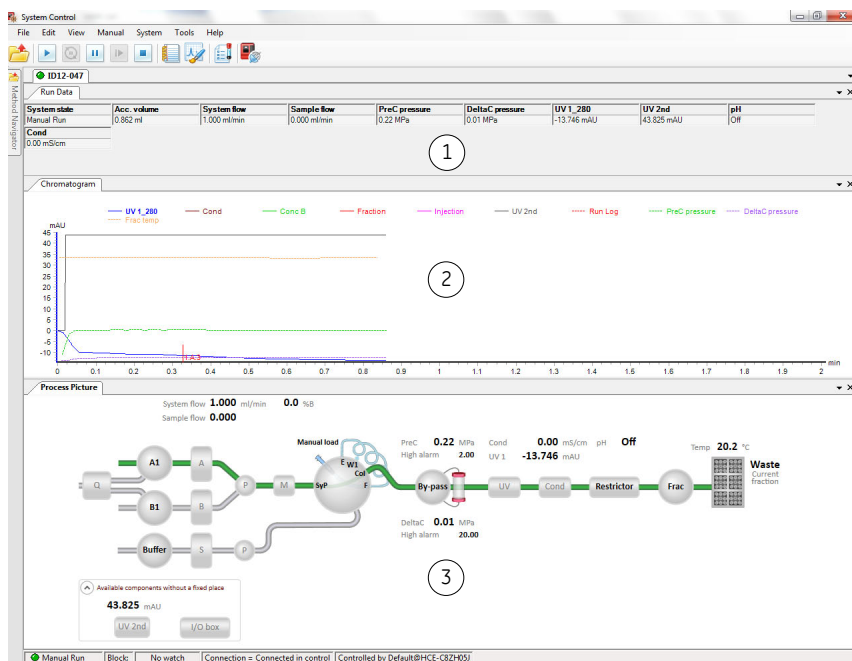 System Control
File Edit View Manual System Tools Help
ID12-047
Method Navigator
Run Data
System state Acc. volume System flow Sample flow PreC pressure DeltaC pressure UV 1_280 UV 2nd pH
Manual Run 0.862 ml 1.000 ml/min 0.000 ml/min 0.22 MPa 0.01 MPa -13.746 mAU 43.825 mAU Off
Cond
0.00 mS/cm
1
Chromatogram
UV 1_280 Cond Conc B Fraction Injection UV 2nd Run Log PreC pressure DeltaC pressure
Frac temp
mAU
45
40
35
30
25
20
15
10
5
0
-5
-10
2
1.A.3
min
0 0.1 0.2 0.3 0.4 0.5 0.6 0.7 0.8 0.9 1 1.1 1.2 1.3 1.4 1.5 1.6 1.7 1.8 1.9 2
Process Picture
System flow 1.000 ml/min 0.0 %B
Sample flow 0.000
Manual load
PreC 0.22 MPa Cond 0.00 mS/cm pH Off
High alarm 2.00 UV 1 -13.746 mAU
Temp 20.2 °C
A1 A E W1 Col
Waste
Current
fraction
Q P M SyP F By-pass UV Cond Restrictor Frac
B1 B
DeltaC 0.01 MPa
High alarm 20.00
Buffer S P
3
Available components without a fixed place
43.825 mAU
UV 2nd I/O box
Manual Run Block: No watch Connection = Connected in control Controlled by Default@HCE-C8ZH05J